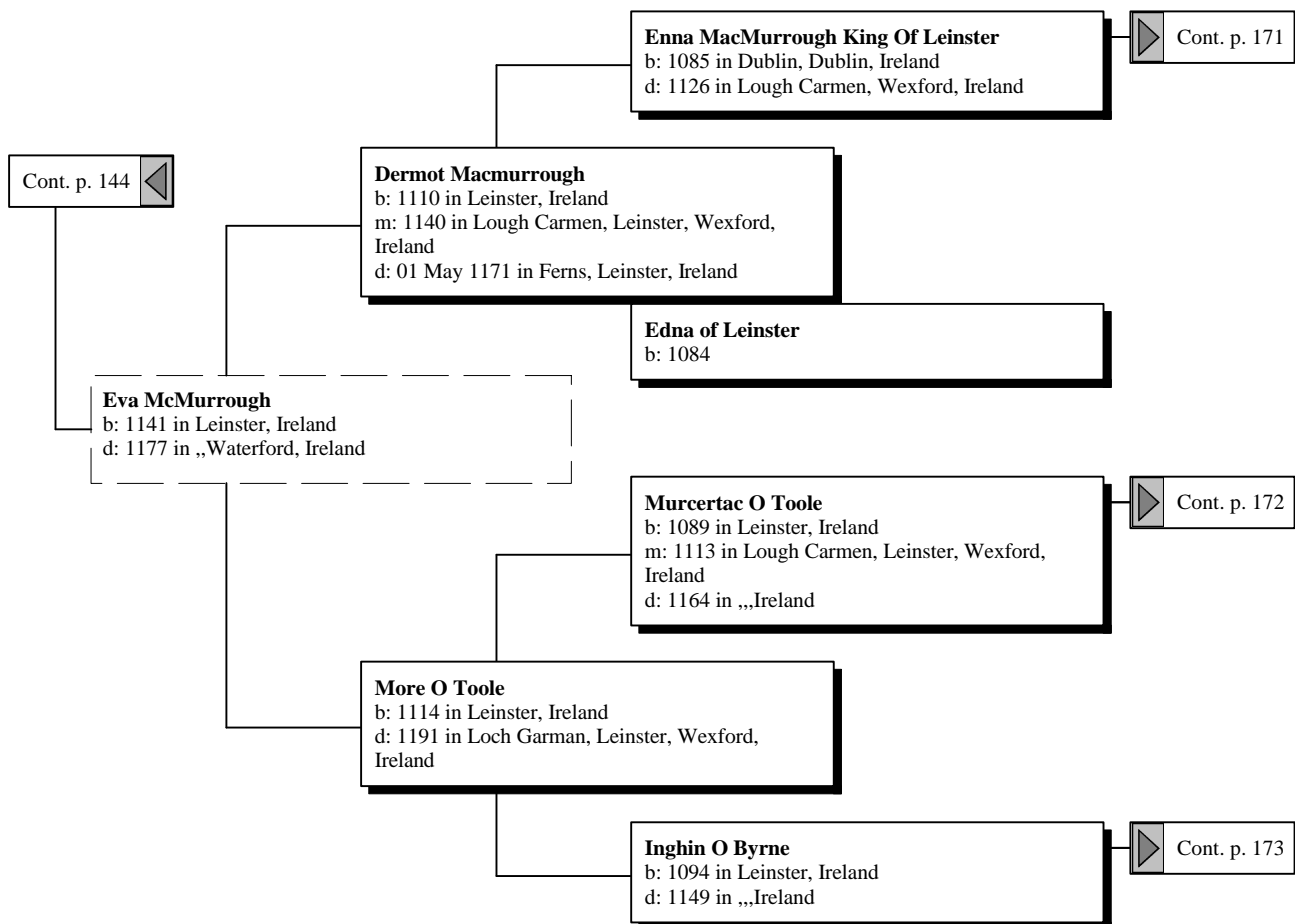 Enna MacMurrough King Of Leinster
b: 1085 in Dublin, Dublin, Ireland
d: 1126 in Lough Carmen, Wexford, Ireland
Cont. p. 171
Cont. p. 144
Dermot Macmurrough
b: 1110 in Leinster, Ireland
m: 1140 in Lough Carmen, Leinster, Wexford,
Ireland
d: 01 May 1171 in Ferns, Leinster, Ireland
Edna of Leinster
b: 1084
Eva McMurrough
b: 1141 in Leinster, Ireland
d: 1177 in ,,Waterford, Ireland
Murcertac O Toole
b: 1089 in Leinster, Ireland
m: 1113 in Lough Carmen, Leinster, Wexford,
Ireland
d: 1164 in ,,,Ireland
Cont. p. 172
More O Toole
b: 1114 in Leinster, Ireland
d: 1191 in Loch Garman, Leinster, Wexford,
Ireland
Inghin O Byrne
b: 1094 in Leinster, Ireland
d: 1149 in ,,,Ireland
Cont. p. 173